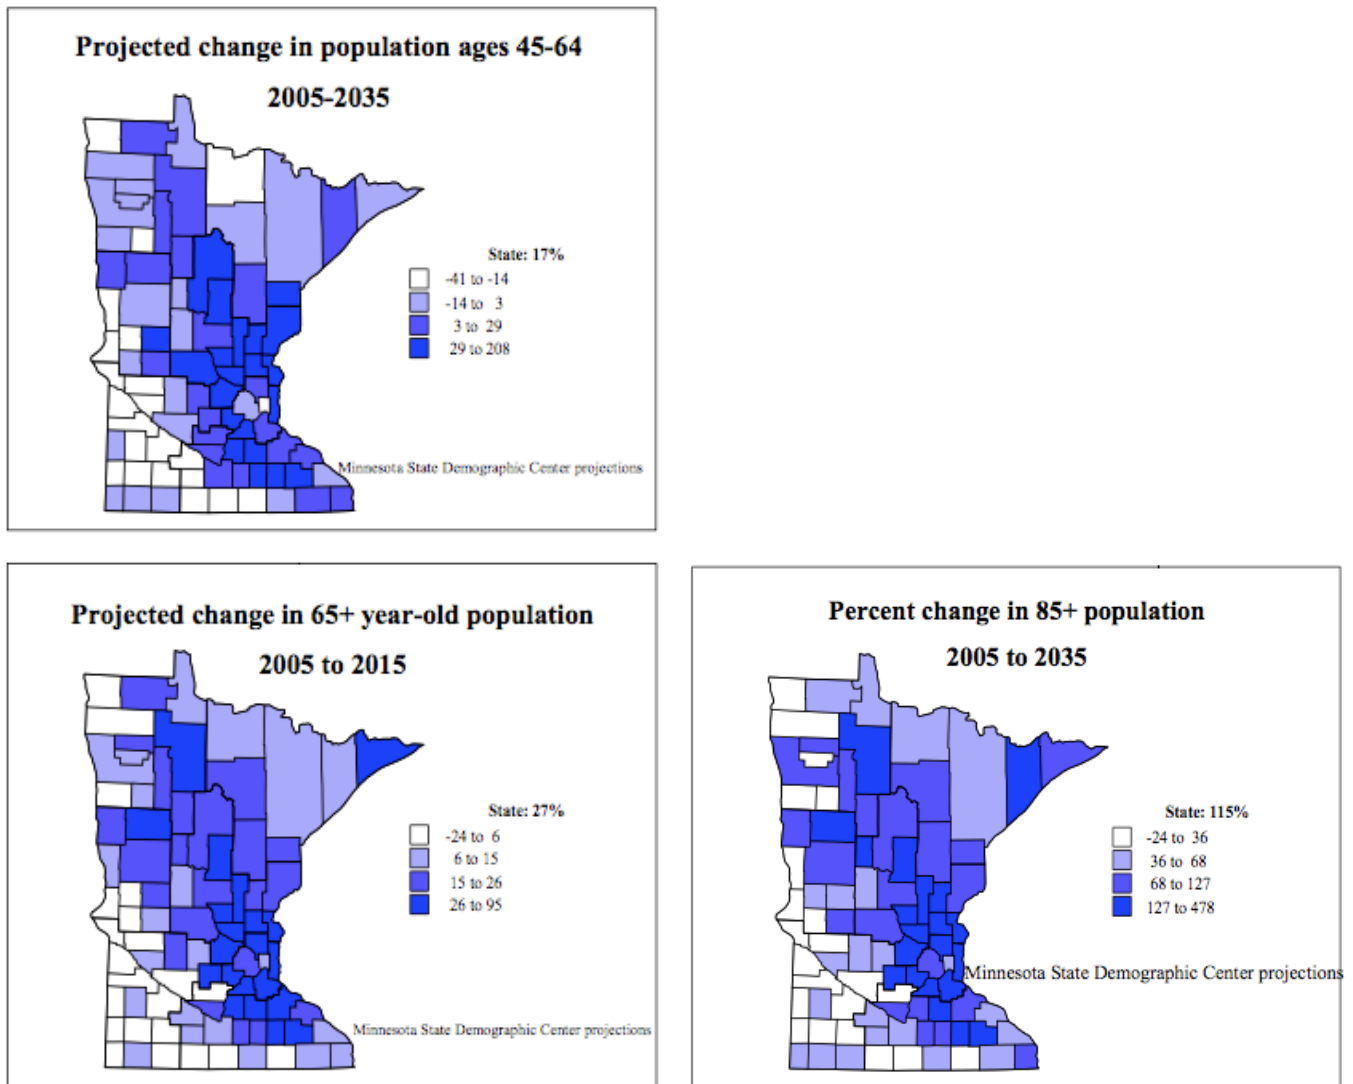 Projected change in population ages 45-64
2005-2035
State: 17%
-41 to -14
-14 to 3
3 to 29
29 to 208
Minnesota State Demographic Center projections
Projected change in 65+ year-old population
2005 to 2015
State: 27%
-24 to 6
6 to 15
15 to 26
26 to 95
Minnesota State Demographic Center projections
Percent change in 85+ population
2005 to 2035
State: 115%
-24 to 36
36 to 68
68 to 127
127 to 478
Minnesota State Demographic Center projections